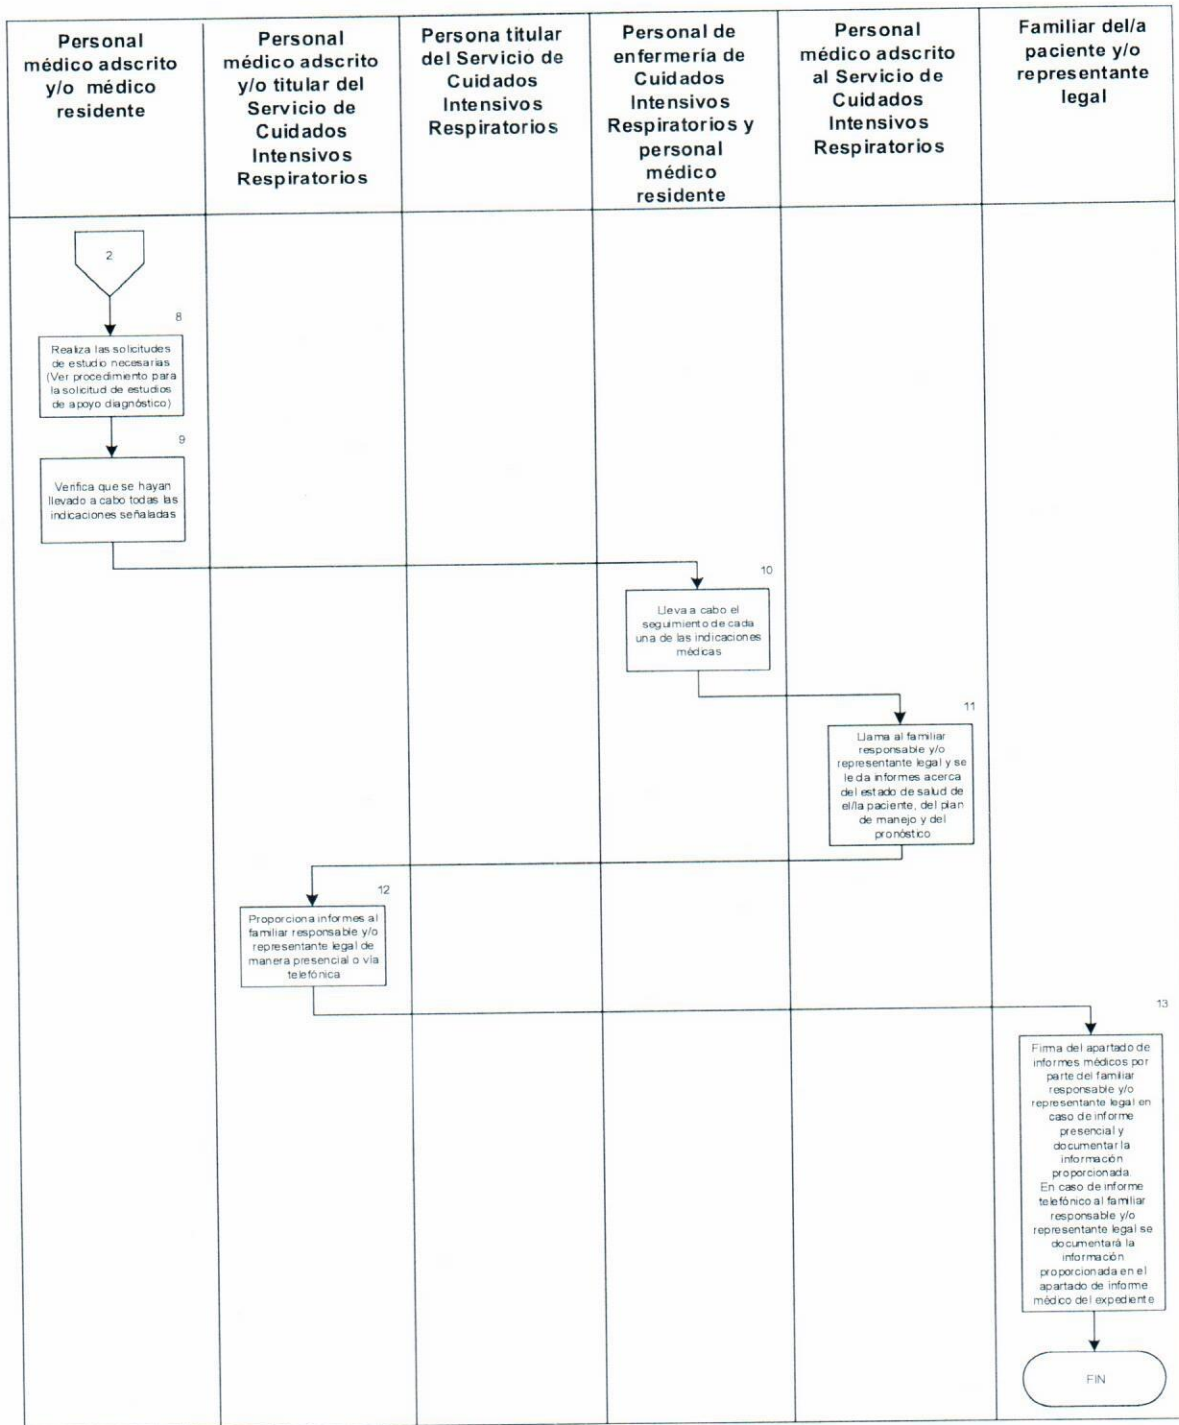 Personal
médico adscrito
y/o médico
residente
Personal
médico adscrito
y/o titular del
Servicio de
Cuidados
Intensivos
Respiratorios
Persona titular
del Servicio de
Cuidados
Intensivos
Respiratorios
Personal de
enfermería de
Cuidados
Intensivos
Respiratorios y
personal
médico
residente
Personal
médico adscrito
al Servicio de
Cuidados
Intensivos
Respiratorios
Familiar del/a
paciente y/o
representante
legal
2
8
Realiza las solicitudes
de estudio necesarias
(Ver procedimiento para
la solicitud de estudios
de apoyo diagnóstico)
9
Verifica que se hayan
llevado a cabo todas las
indicaciones señaladas
10
Lleva a cabo el
seguimiento de cada
una de las indicaciones
médicas
11
Llama al familiar
responsable y/o
representante legal y se
le da informes acerca
del estado de salud de
el/la paciente, del plan
de manejo y del
pronóstico
12
Proporciona informes al
familiar responsable y/o
representante legal de
manera presencial o vía
telefónica
13
Firma del apartado de
informes médicos por
parte del familiar
responsable y/o
representante legal en
caso de informe
presencial y
documentar la
información
proporcionada.
En caso de informe
telefónico al familiar
responsable y/o
representante legal se
documentará la
información
proporcionada en el
apartado de informe
médico del expediente
FIN